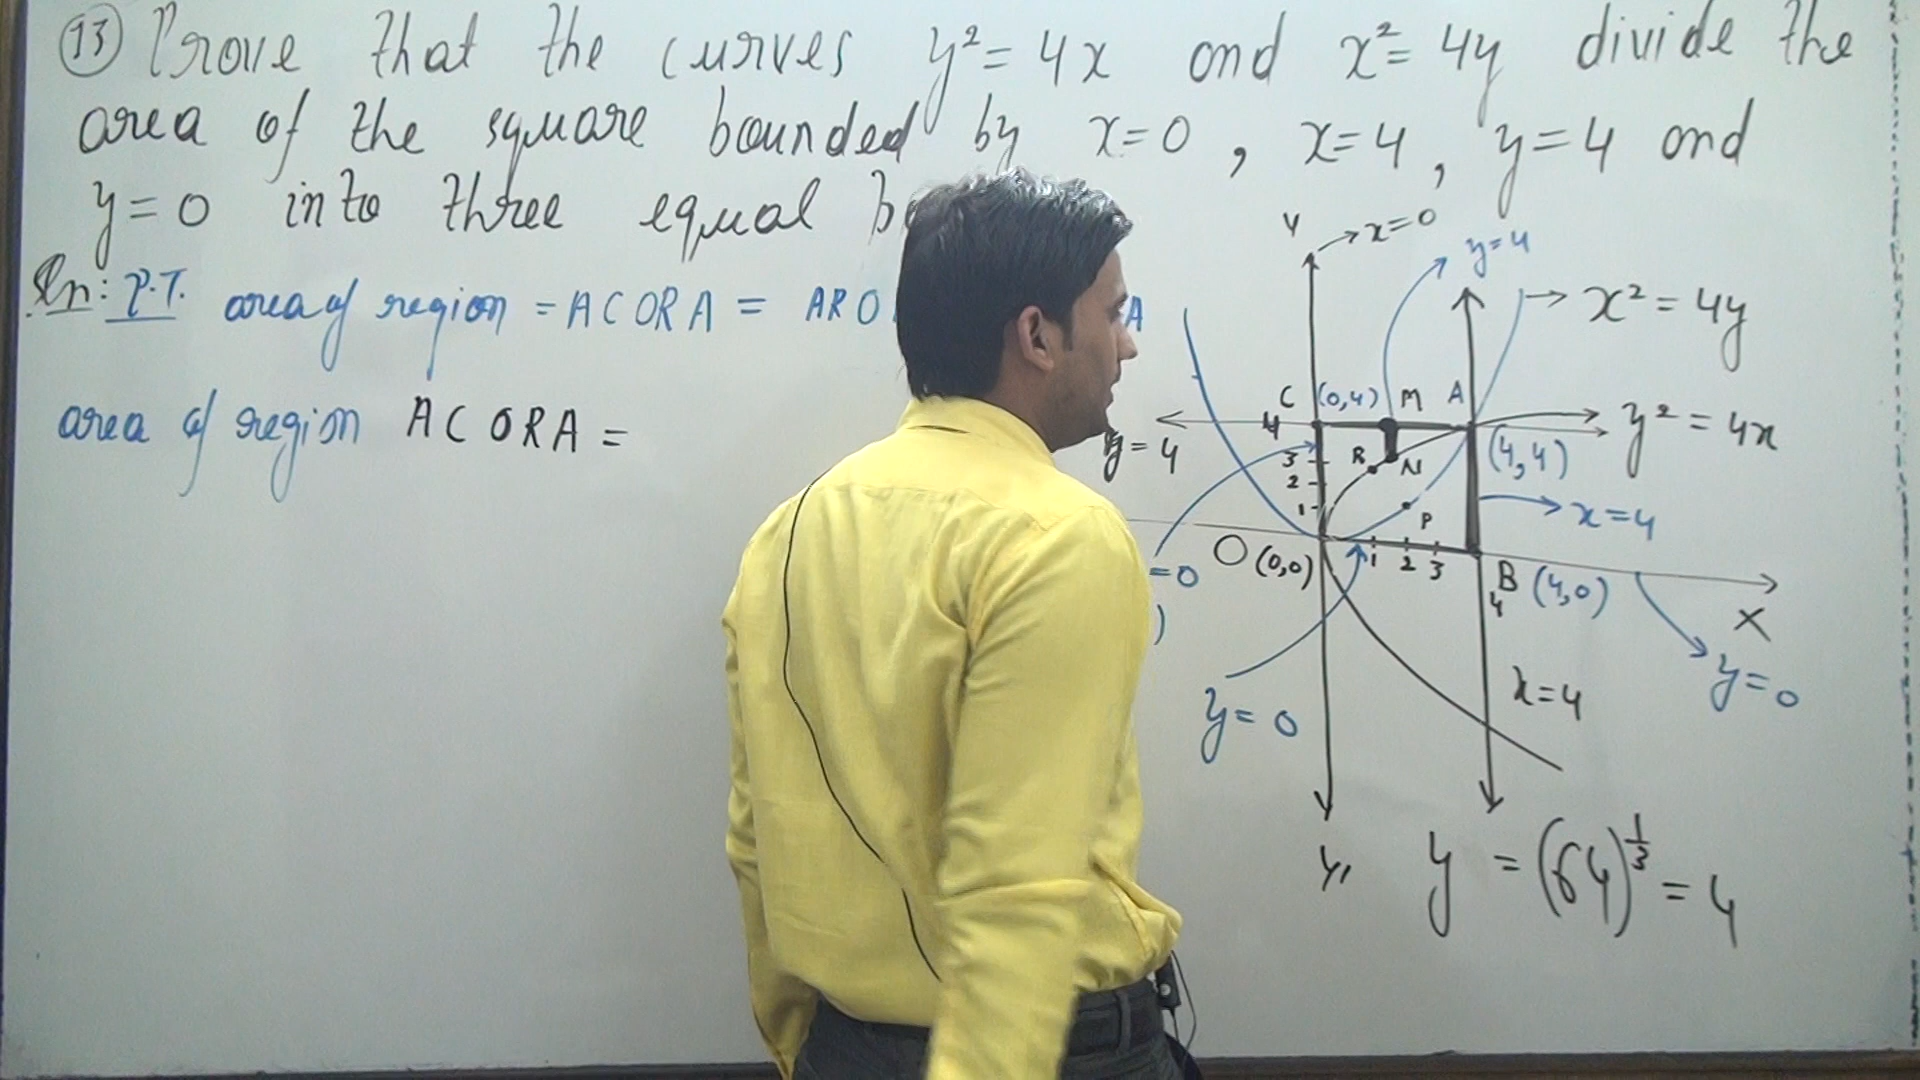 13 Prove that the curves y² = 4x and x² = 4y divide the
area of the square bounded by x=0, x=4, y=4 and
y=0 into three equal
Sn: P.T. area of region = ACORA = ARO A
area of region ACORA =
Y
x=0
y=4
x² = 4y
C (0,4) M A
4
y² = 4x
y=4
3
R N
(4,4)
2
1
P
x=4
=0
O (0,0)
1 2 3
B (4,0)
4
)
X
y=0
x=4
y=0
Y'
y = (64)^1/3 = 4